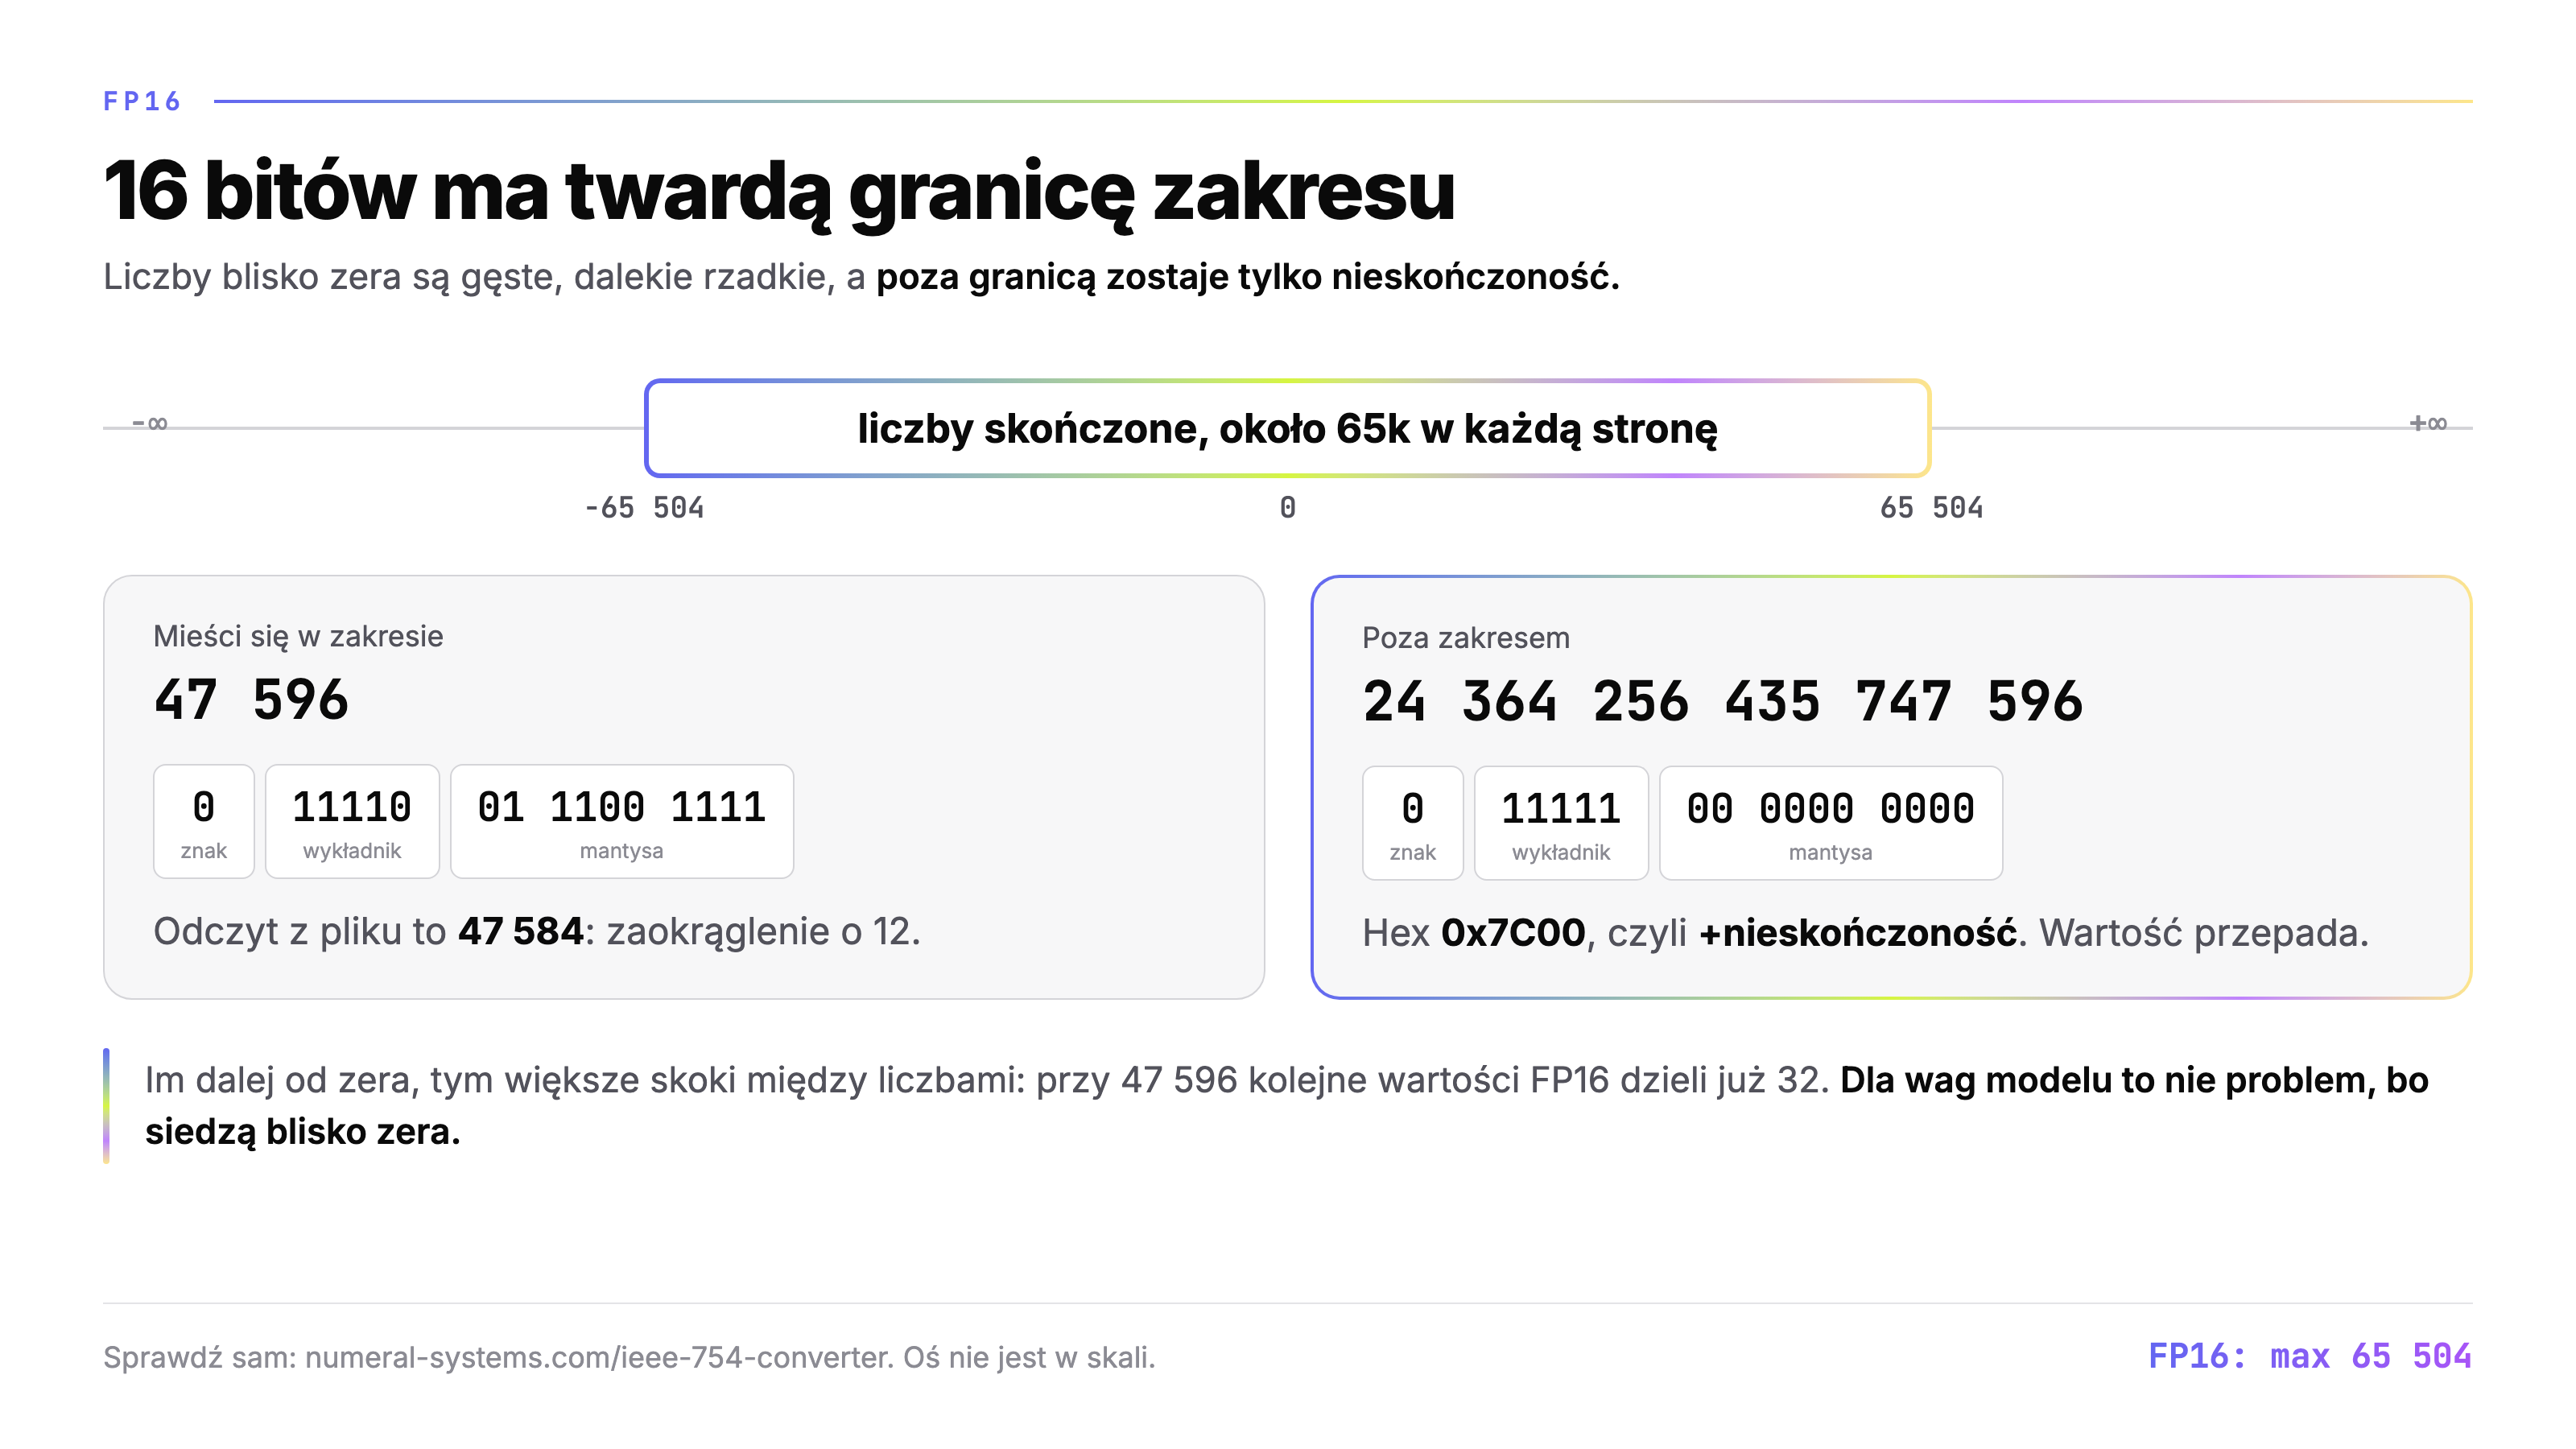 FP16
16 bitów ma twardą granicę zakresu
Liczby blisko zera są gęste, dalekie rzadkie, a poza granicą zostaje tylko nieskończoność.
-∞
liczby skończone, około 65k w każdą stronę
+∞
-65 504
0
65 504
Mieści się w zakresie
47 596
0
11110
01 1100 1111
znak
wykładnik
mantysa
Odczyt z pliku to 47 584: zaokrąglenie o 12.
Poza zakresem
24 364 256 435 747 596
0
11111
00 0000 0000
znak
wykładnik
mantysa
Hex 0x7C00, czyli +nieskończoność. Wartość przepada.
Im dalej od zera, tym większe skoki między liczbami: przy 47 596 kolejne wartości FP16 dzieli już 32. Dla wag modelu to nie problem, bo
siedzą blisko zera.
Sprawdź sam: numeral-systems.com/ieee-754-converter. Oś nie jest w skali.
FP16: max 65 504